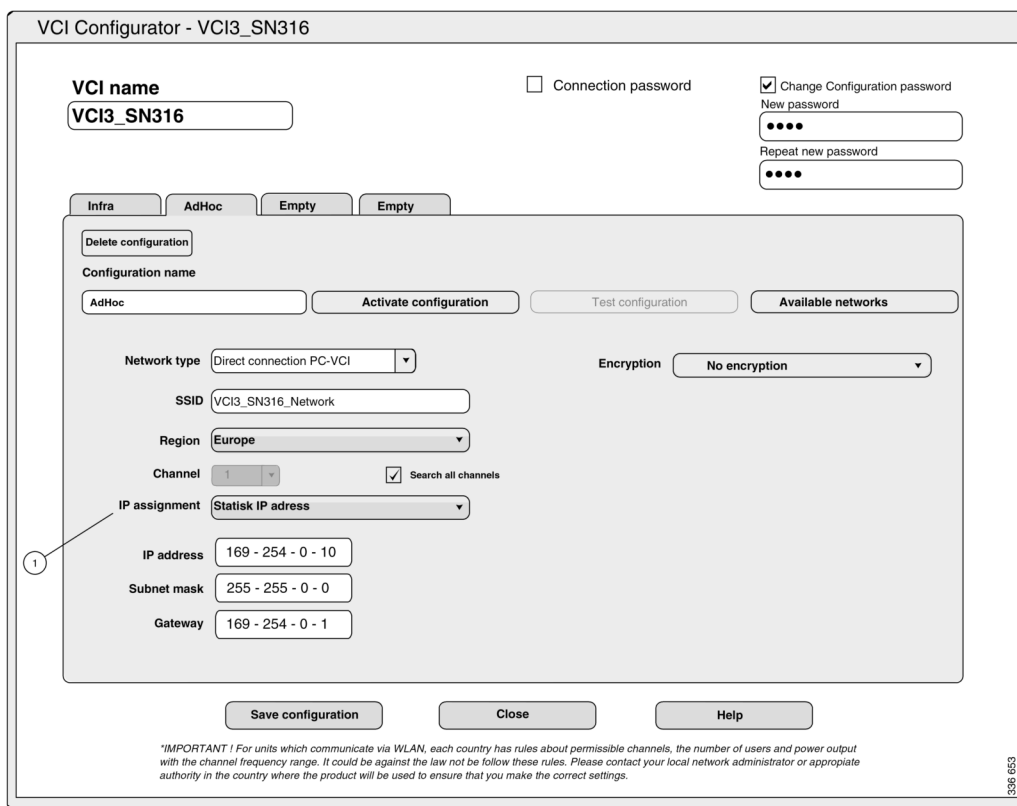 VCI Configurator - VCI3_SN316
VCI name
VCI3_SN316
Connection password
Change Configuration password
New password
●●●●
Repeat new password
●●●●
Infra
AdHoc
Empty
Empty
Delete configuration
Configuration name
AdHoc
Activate configuration
Test configuration
Available networks
Network type
Direct connection PC-VCI
Encryption
No encryption
SSID
VCI3_SN316_Network
Region
Europe
Channel
1
Search all channels
IP assignment
Statisk IP adress
1
IP address
169 - 254 - 0 - 10
Subnet mask
255 - 255 - 0 - 0
Gateway
169 - 254 - 0 - 1
Save configuration
Close
Help
*IMPORTANT ! For units which communicate via WLAN, each country has rules about permissible channels, the number of users and power output
with the channel frequency range. It could be against the law not be follow these rules. Please contact your local network administrator or appropiate
authority in the country where the product will be used to ensure that you make the correct settings.
336 653